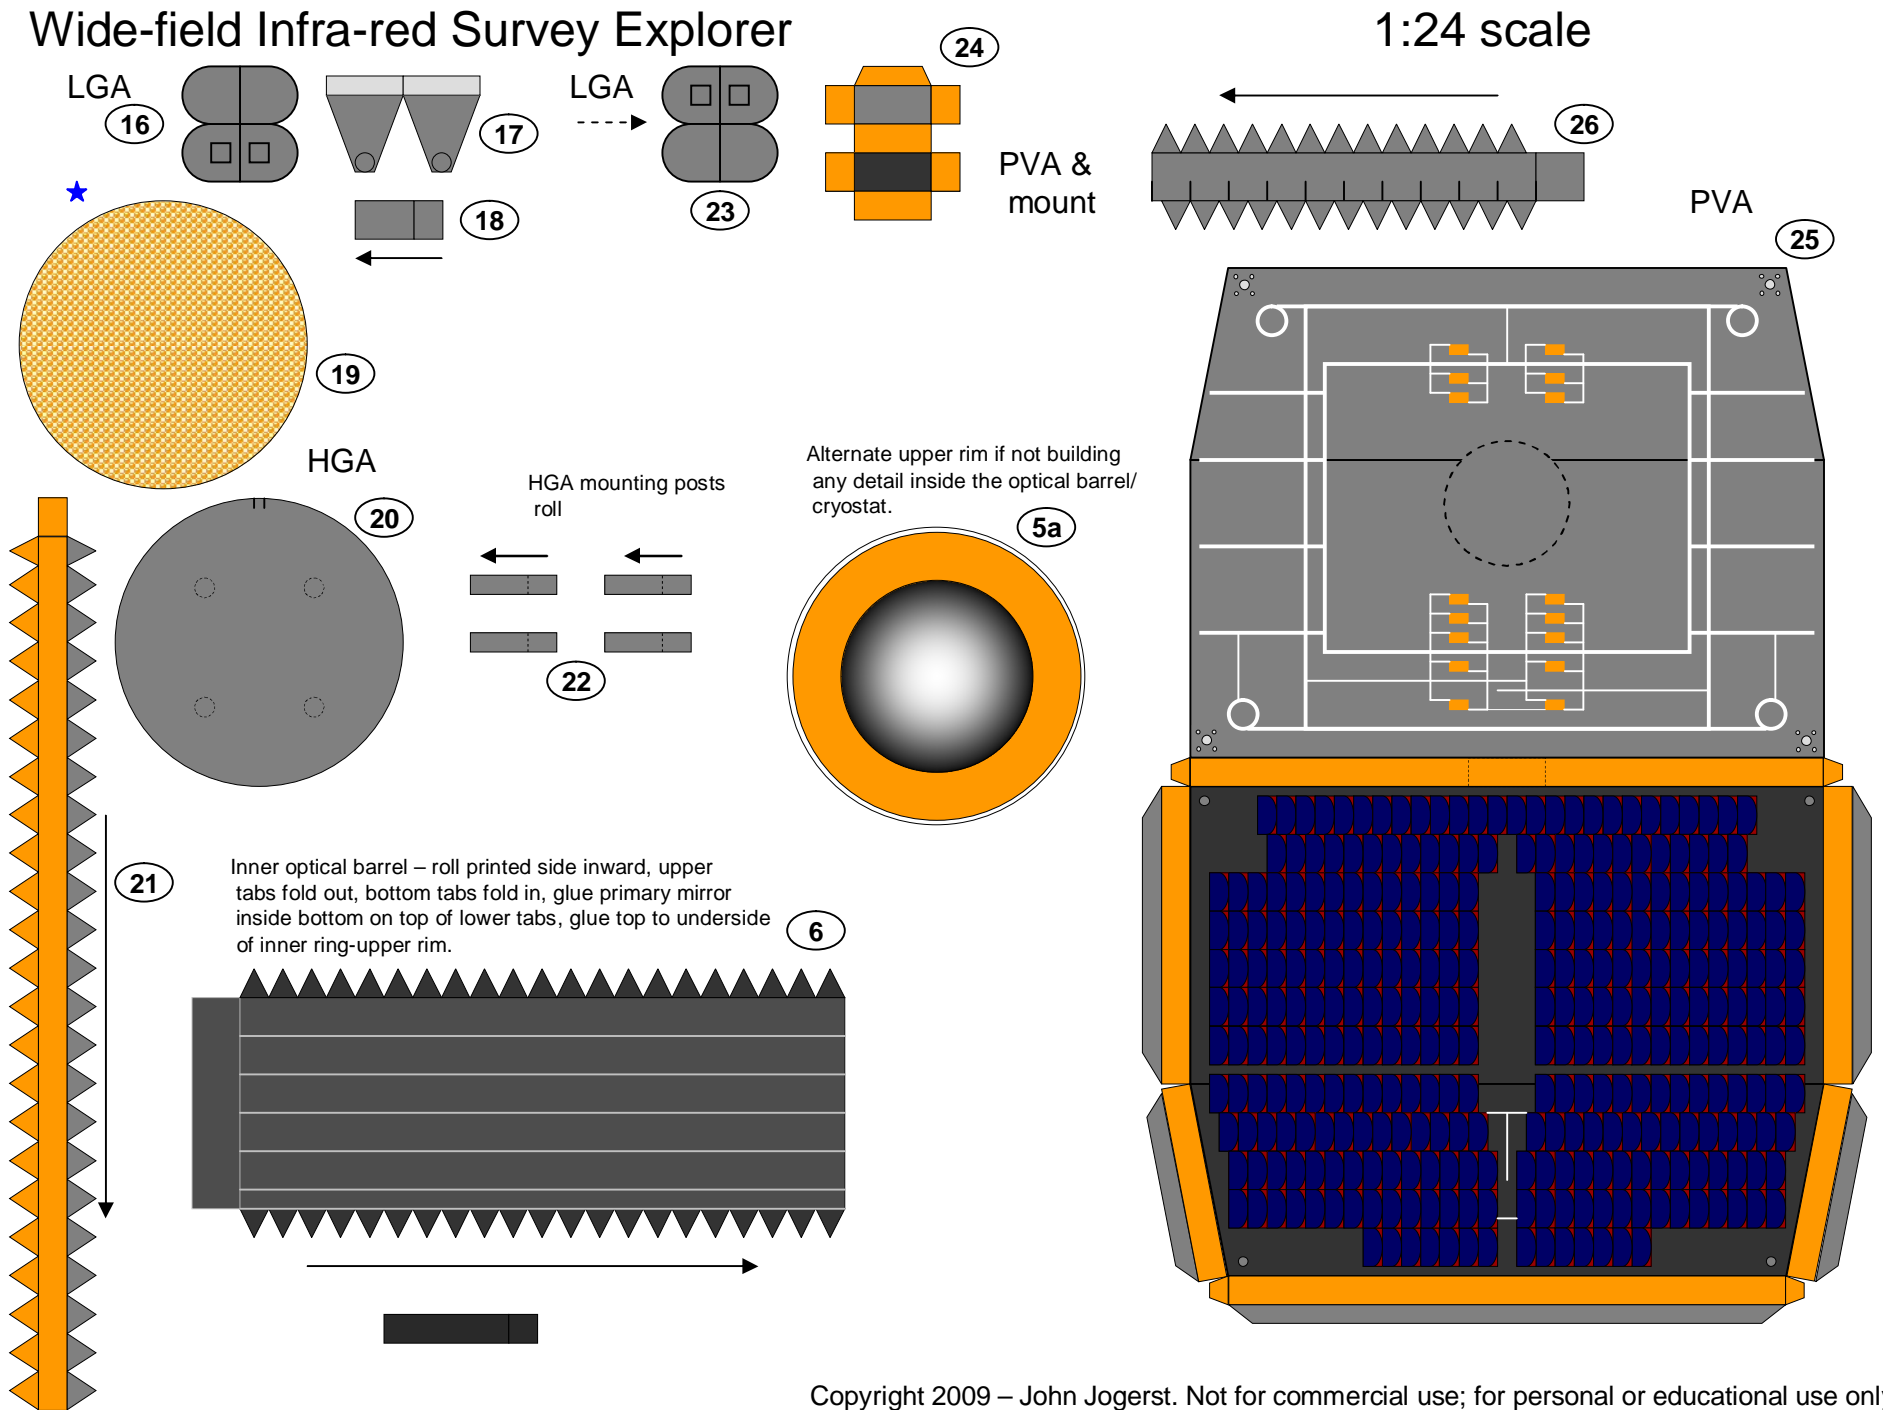 Wide-field Infra-red Survey Explorer
1:24 scale
LGA
16
17
18
LGA
23
24
PVA &
mount
26
PVA
25
19
HGA
20
HGA mounting posts
roll
22
Alternate upper rim if not building
any detail inside the optical barrel/
cryostat.
5a
21
Inner optical barrel – roll printed side inward, upper
tabs fold out, bottom tabs fold in, glue primary mirror
inside bottom on top of lower tabs, glue top to underside
of inner ring-upper rim.
6
Copyright 2009 – John Jogerst. Not for commercial use; for personal or educational use only